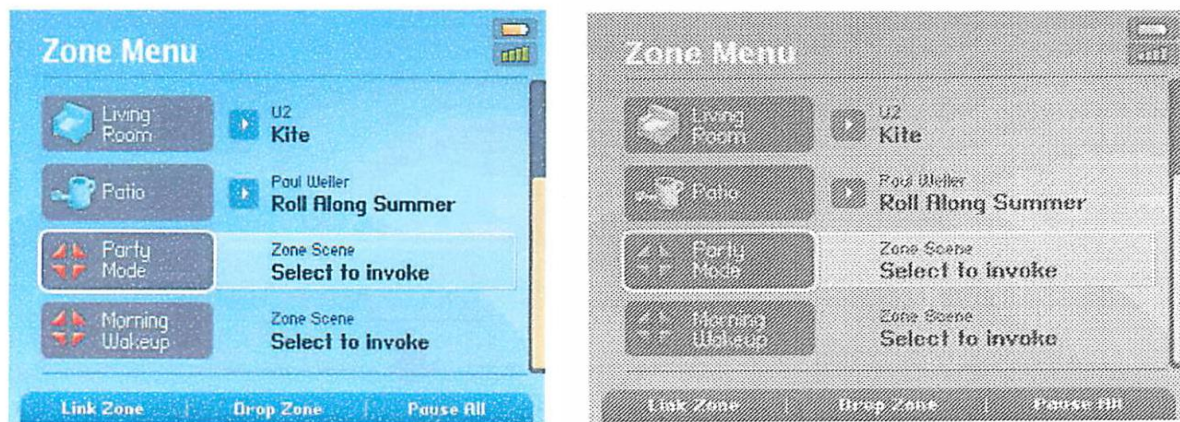 Zone Menu
Living
Room
U2
Kite
Patio
Paul Weller
Roll Along Summer
Party
Mode
Zone Scene
Select to invoke
Morning
Wakeup
Zone Scene
Select to invoke
Link Zone | Drop Zone | Pause All
Zone Menu
Living
Room
U2
Kite
Patio
Paul Weller
Roll Along Summer
Party
Mode
Zone Scene
Select to invoke
Morning
Wakeup
Zone Scene
Select to invoke
Link Zone | Drop Zone | Pause All